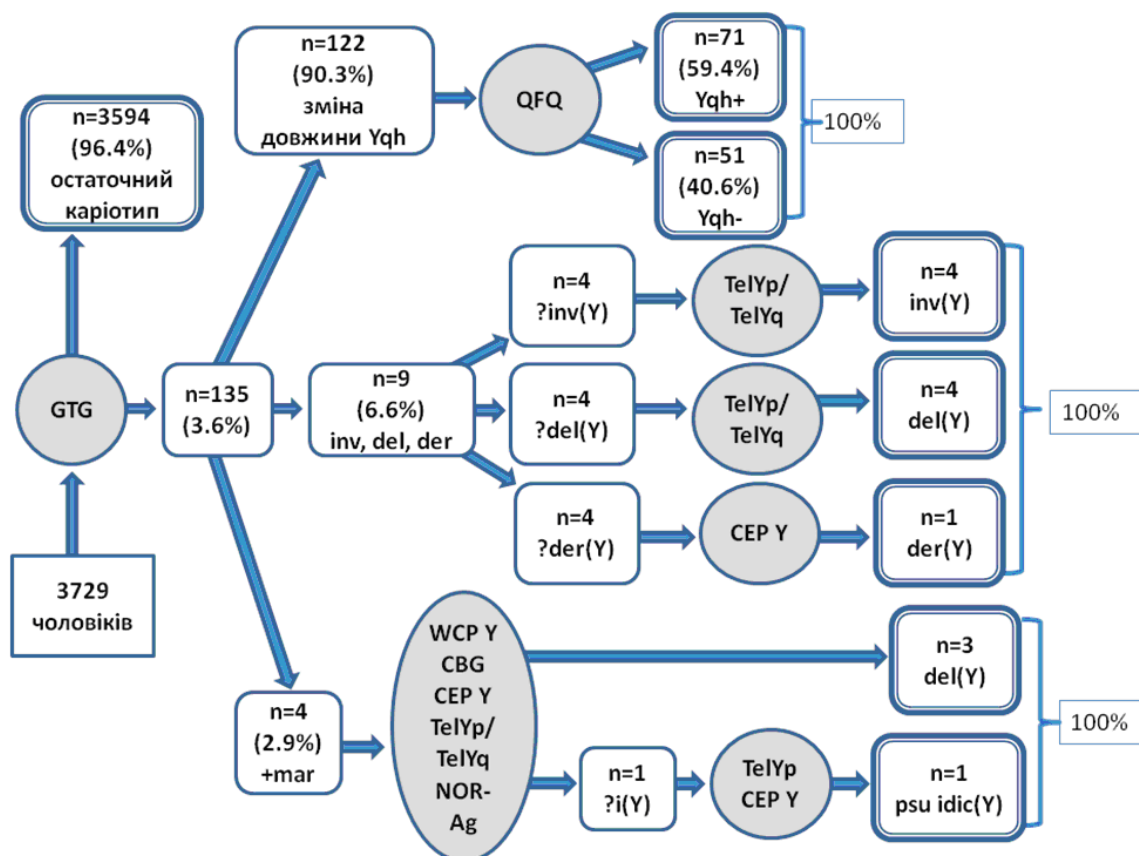 n=122
(90.3%)
зміна
довжини Yqh
QFQ
n=71
(59.4%)
Yqh+
n=51
(40.6%)
Yqh-
100%
n=3594
(96.4%)
остаточний
каріотип
GTG
3729
чоловіків
n=135
(3.6%)
n=9
(6.6%)
inv, del, der
n=4
?inv(Y)
TelYp/
TelYq
n=4
inv(Y)
n=4
?del(Y)
TelYp/
TelYq
n=4
del(Y)
n=4
?der(Y)
CEP Y
n=1
der(Y)
100%
n=4
(2.9%)
+mar
WCP Y
CBG
CEP Y
TelYp/
TelYq
NOR-
Ag
n=3
del(Y)
n=1
?i(Y)
TelYp
CEP Y
n=1
psu idic(Y)
100%